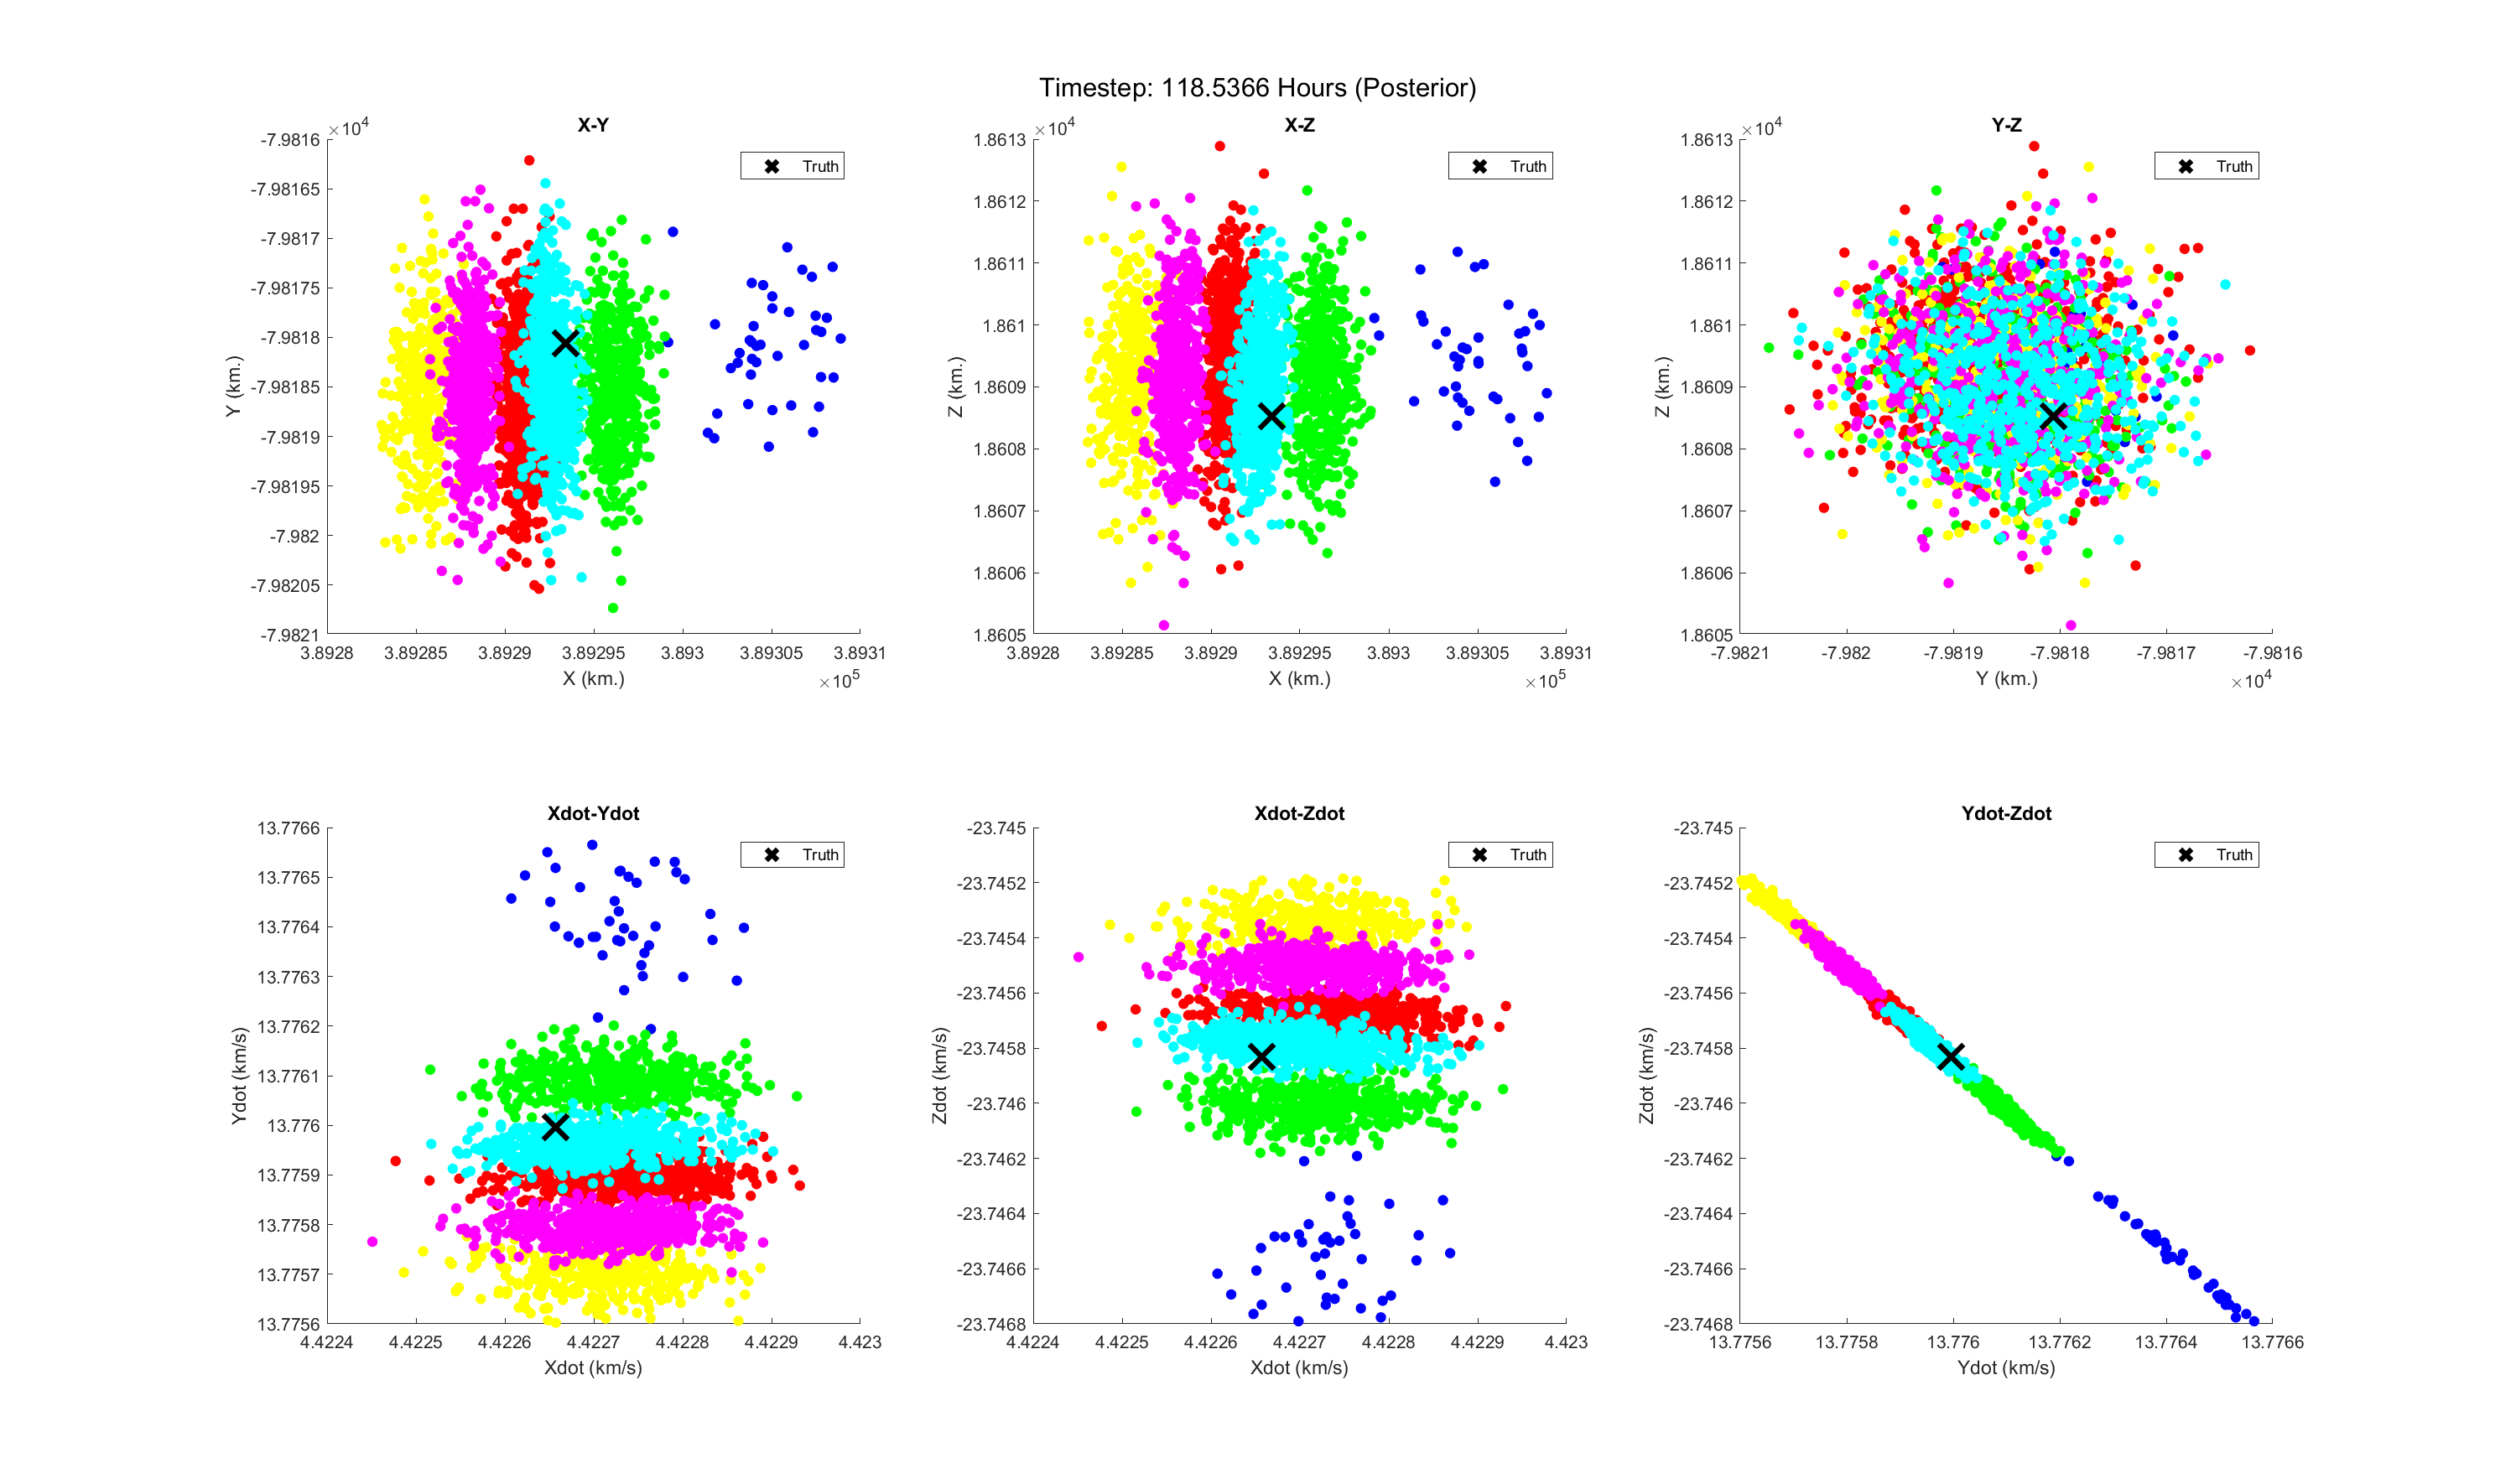 Timestep: 118.5366 Hours (Posterior)
X-Y
×10^4
-7.9816
-7.98165
-7.9817
-7.98175
-7.9818
-7.98185
-7.9819
-7.98195
-7.982
-7.98205
-7.9821
Y (km.)
3.8928 3.89285 3.8929 3.89295 3.893 3.89305 3.8931
X (km.)
×10^5
Truth
X-Z
×10^4
1.8613
1.8612
1.8611
1.861
1.8609
1.8608
1.8607
1.8606
1.8605
Z (km.)
3.8928 3.89285 3.8929 3.89295 3.893 3.89305 3.8931
X (km.)
×10^5
Truth
Y-Z
×10^4
1.8613
1.8612
1.8611
1.861
1.8609
1.8608
1.8607
1.8606
1.8605
Z (km.)
-7.9821 -7.982 -7.9819 -7.9818 -7.9817 -7.9816
Y (km.)
×10^4
Truth
Xdot-Ydot
13.7766
13.7765
13.7764
13.7763
13.7762
13.7761
13.776
13.7759
13.7758
13.7757
13.7756
Ydot (km/s)
4.4224 4.4225 4.4226 4.4227 4.4228 4.4229 4.423
Xdot (km/s)
Truth
Xdot-Zdot
-23.745
-23.7452
-23.7454
-23.7456
-23.7458
-23.746
-23.7462
-23.7464
-23.7466
-23.7468
Zdot (km/s)
4.4224 4.4225 4.4226 4.4227 4.4228 4.4229 4.423
Xdot (km/s)
Truth
Ydot-Zdot
-23.745
-23.7452
-23.7454
-23.7456
-23.7458
-23.746
-23.7462
-23.7464
-23.7466
-23.7468
Zdot (km/s)
13.7756 13.7758 13.776 13.7762 13.7764 13.7766
Ydot (km/s)
Truth